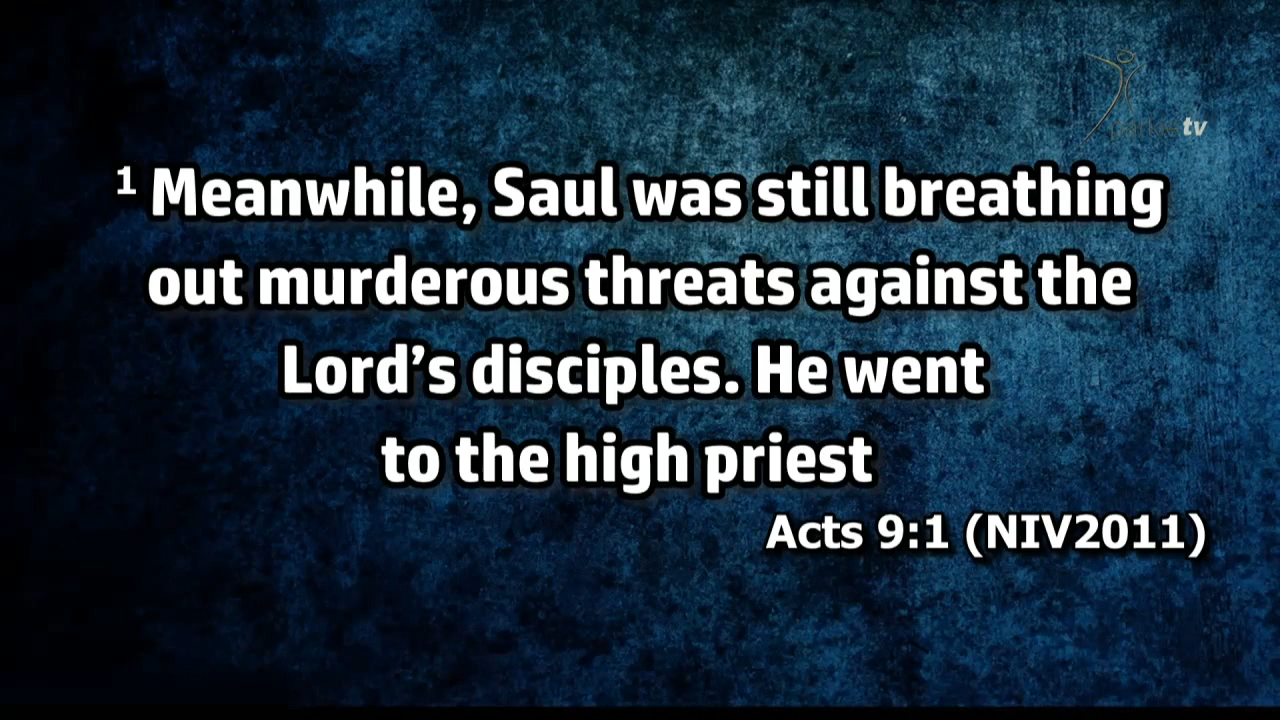 tv
¹ Meanwhile, Saul was still breathing
out murderous threats against the
Lord’s disciples. He went
to the high priest
Acts 9:1 (NIV2011)